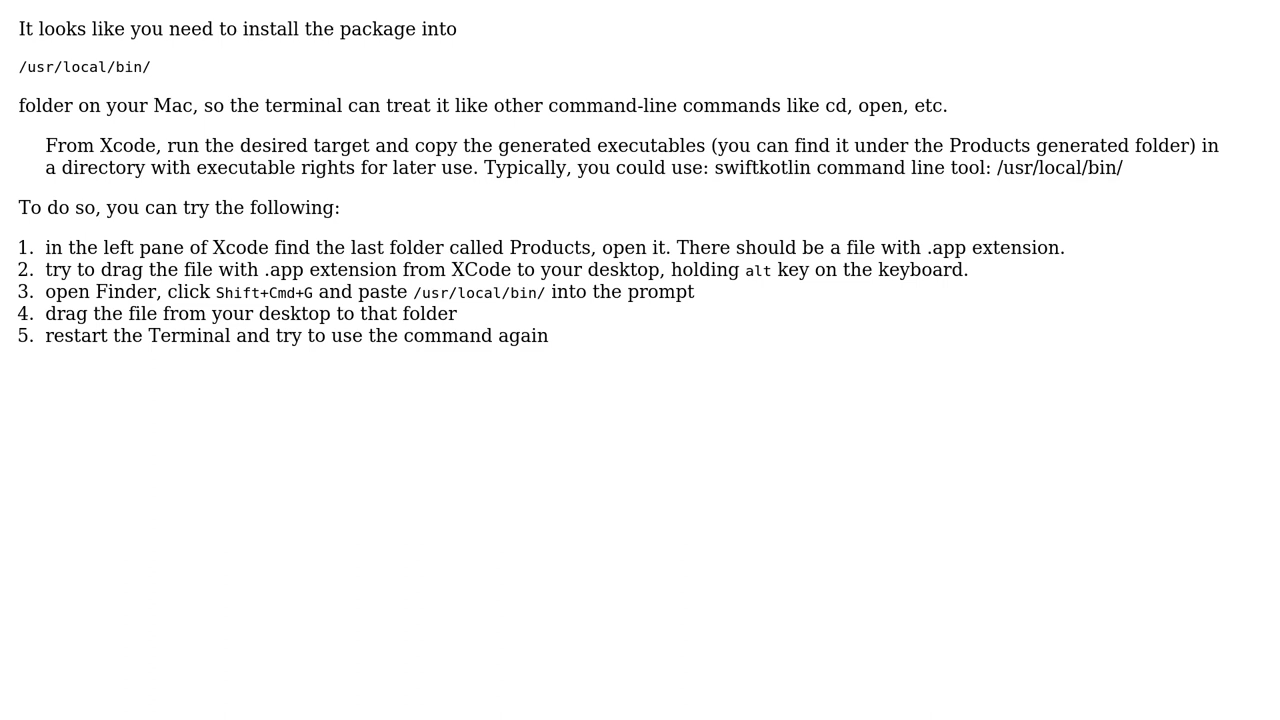 It looks like you need to install the package into
/usr/local/bin/
folder on your Mac, so the terminal can treat it like other command-line commands like cd, open, etc.
From Xcode, run the desired target and copy the generated executables (you can find it under the Products generated folder) in
a directory with executable rights for later use. Typically, you could use: swiftkotlin command line tool: /usr/local/bin/
To do so, you can try the following:
1. in the left pane of Xcode find the last folder called Products, open it. There should be a file with .app extension.
2. try to drag the file with .app extension from XCode to your desktop, holding alt key on the keyboard.
3. open Finder, click Shift+Cmd+G and paste /usr/local/bin/ into the prompt
4. drag the file from your desktop to that folder
5. restart the Terminal and try to use the command again